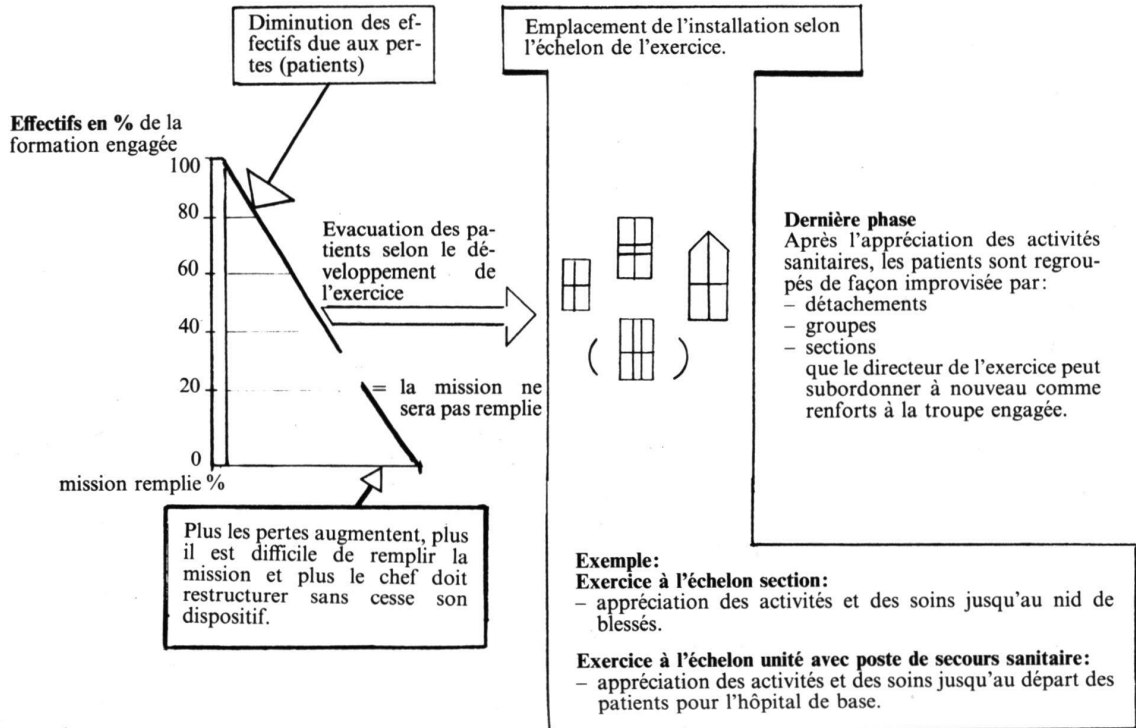 Diminution des ef-
fectifs due aux per-
tes (patients)
Emplacement de l'installation selon
l'échelon de l'exercice.
Effectifs en % de la
formation engagée
100
80
60
40
20
0
mission remplie %
Evacuation des pa-
tients selon le dé-
veloppement de
l'exercice
= la mission ne
sera pas remplie
Plus les pertes augmentent, plus
il est difficile de remplir la
mission et plus le chef doit
restructurer sans cesse son
dispositif.
Dernière phase
Après l'appréciation des activités
sanitaires, les patients sont regrou-
pés de façon improvisée par:
– détachements
– groupes
– sections
que le directeur de l'exercice peut
subordonner à nouveau comme
renforts à la troupe engagée.
Exemple:
Exercice à l'échelon section:
– appréciation des activités et des soins jusqu'au nid de
blessés.
Exercice à l'échelon unité avec poste de secours sanitaire:
– appréciation des activités et des soins jusqu'au départ des
patients pour l'hôpital de base.